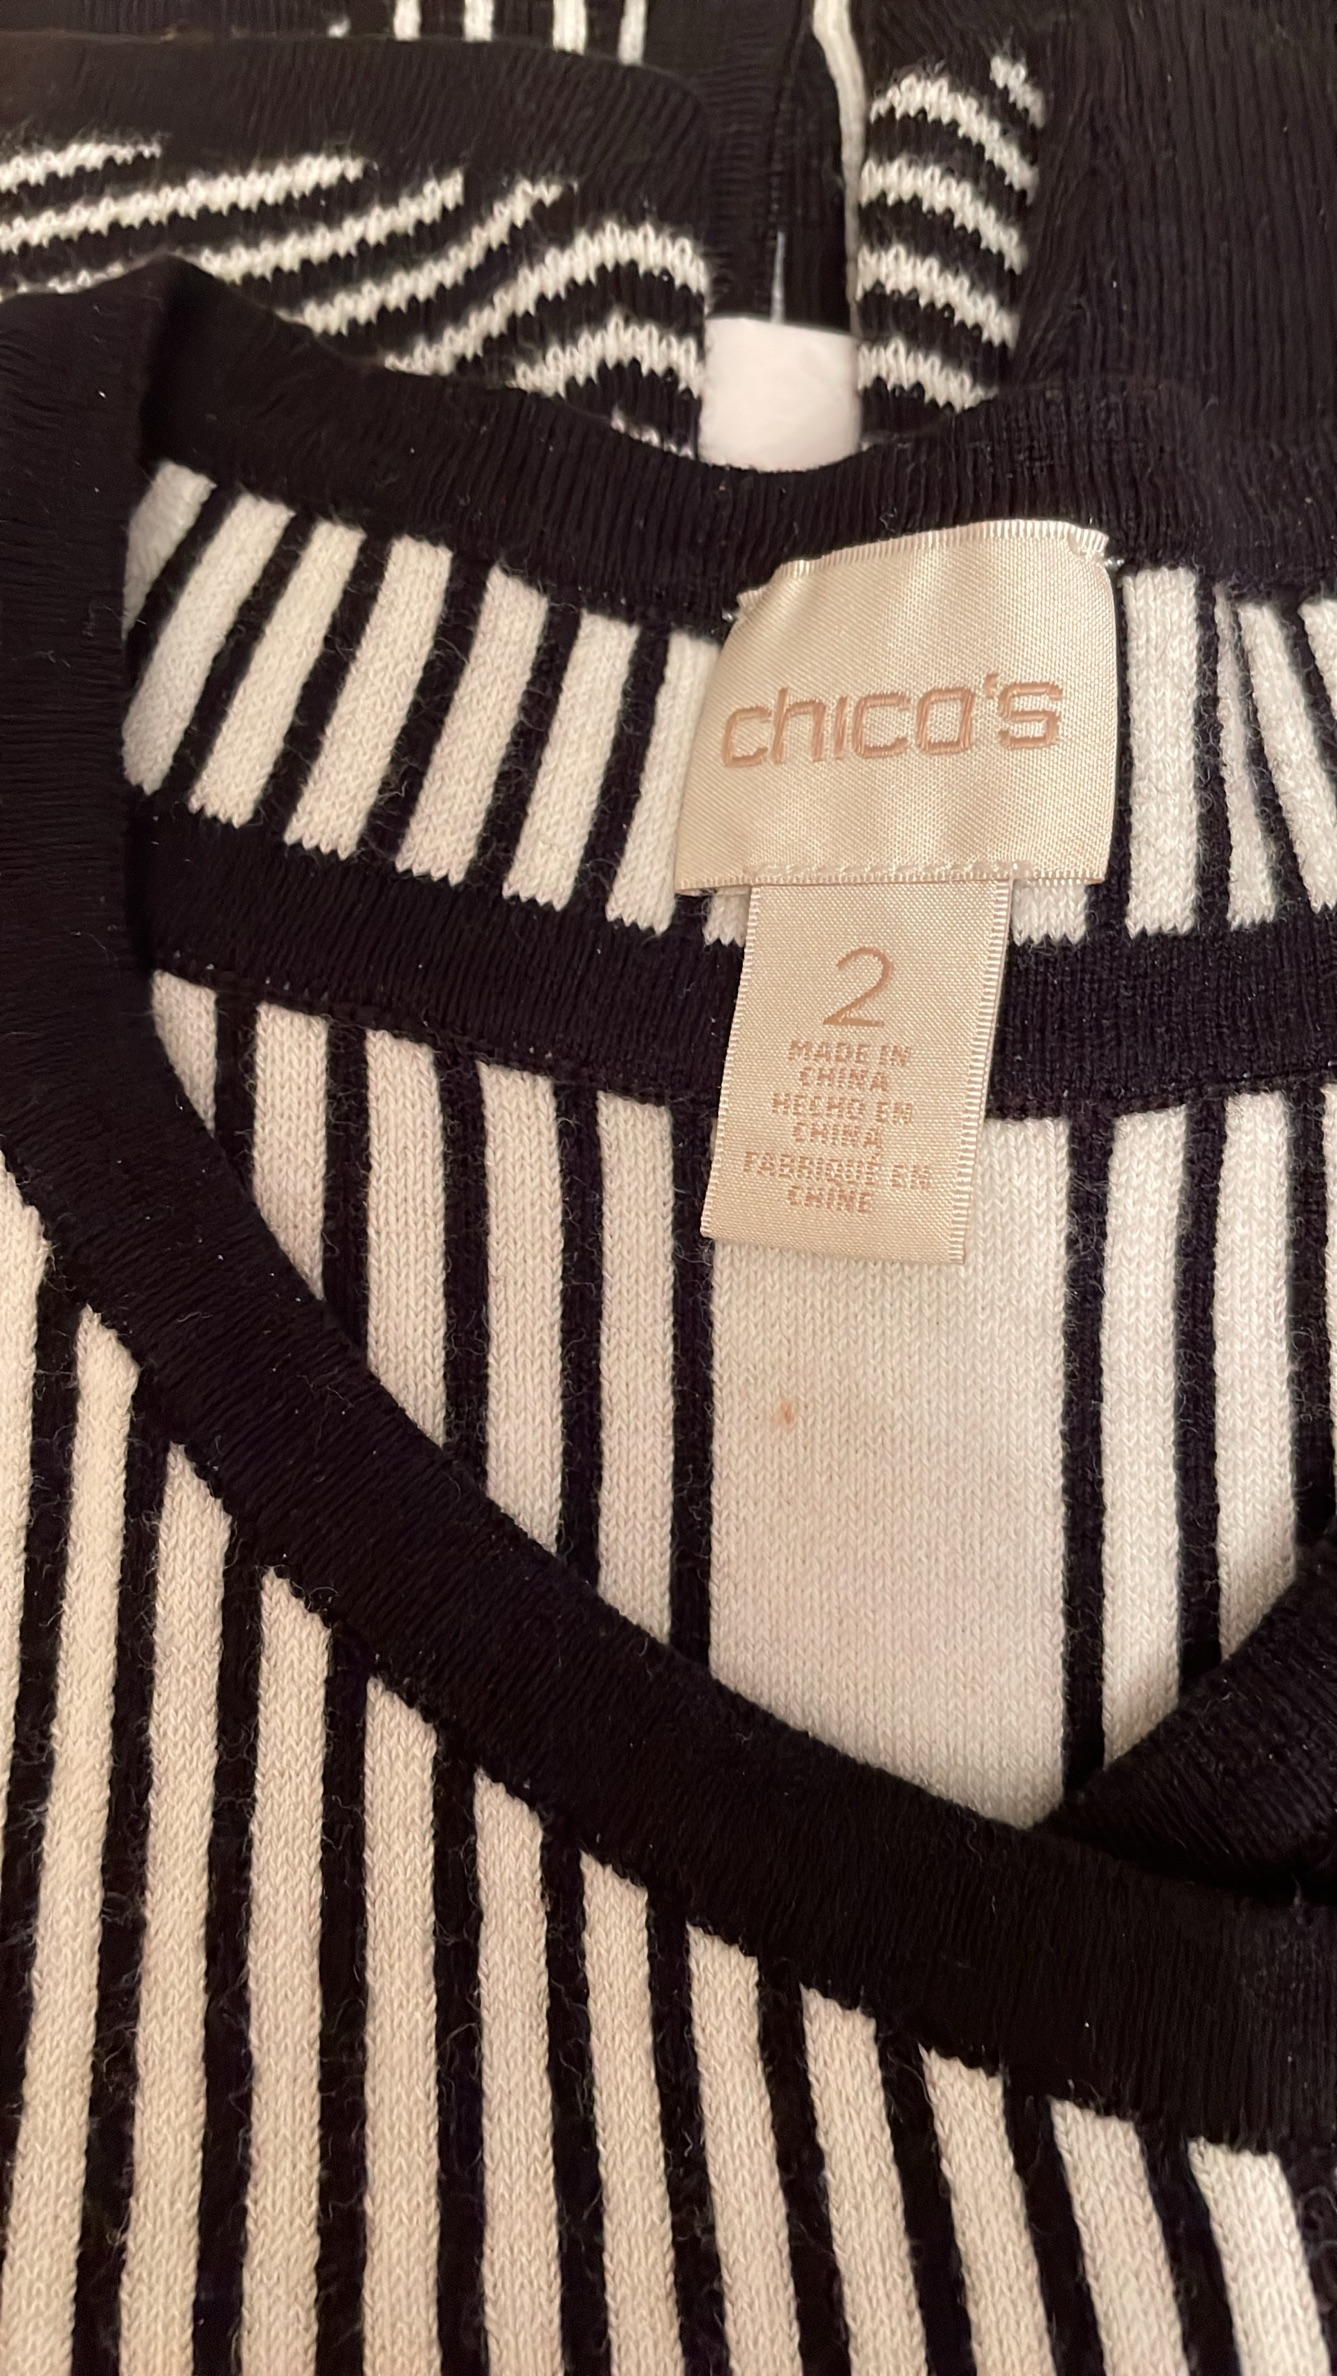 chico's
2
MADE IN
CHINA
HECHO EN
CHINA
FABRIQUÉ EN
CHINE